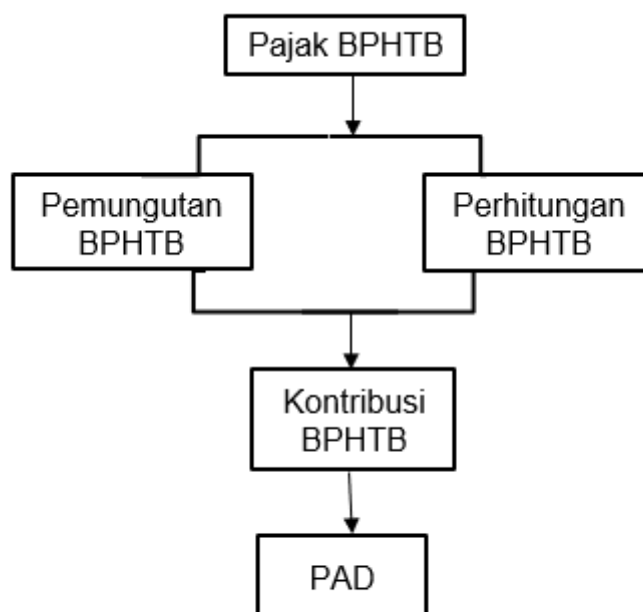 Pajak BPHTB
Pemungutan
BPHTB
Perhitungan
BPHTB
Kontribusi
BPHTB
PAD